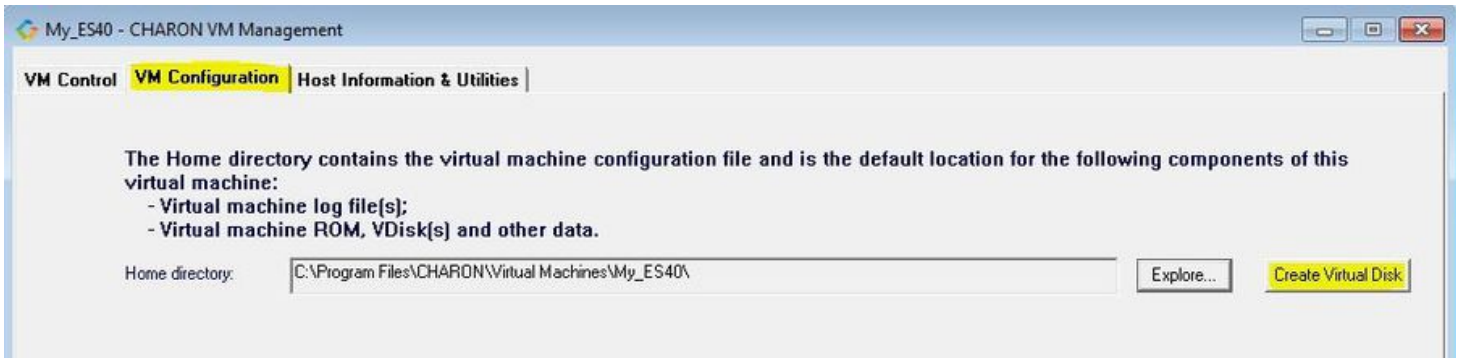 My_ES40 - CHARON VM Management
VM Control VM Configuration Host Information & Utilities
The Home directory contains the virtual machine configuration file and is the default location for the following components of this
virtual machine:
- Virtual machine log file(s);
- Virtual machine ROM, VDisk(s) and other data.
Home directory: C:\Program Files\CHARON\Virtual Machines\My_ES40\ Explore... Create Virtual Disk